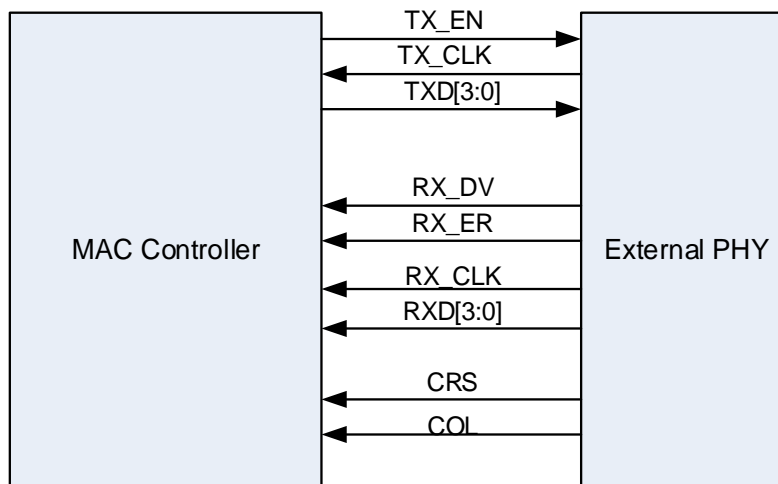 TX_EN
TX_CLK
TXD[3:0]
RX_DV
MAC Controller
External PHY
RX_ER
RX_CLK
RXD[3:0]
CRS
COL